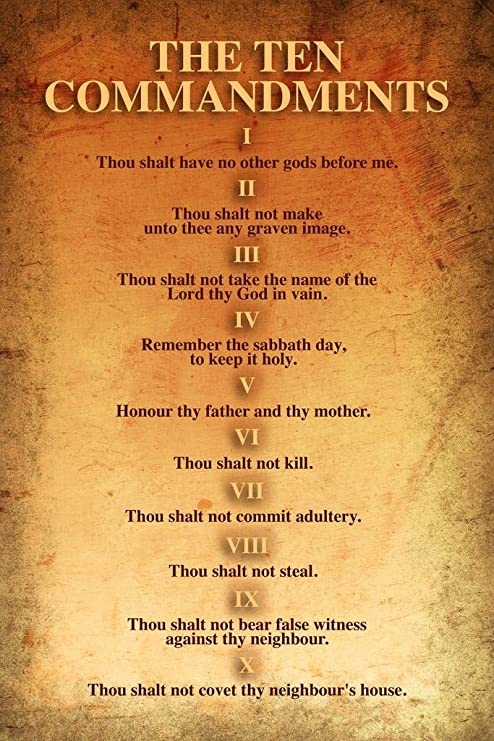 THE TEN
COMMANDMENTS
I
Thou shalt have no other gods before me.
II
Thou shalt not make
unto thee any graven image.
III
Thou shalt not take the name of the
Lord thy God in vain.
IV
Remember the sabbath day,
to keep it holy.
V
Honour thy father and thy mother.
VI
Thou shalt not kill.
VII
Thou shalt not commit adultery.
VIII
Thou shalt not steal.
IX
Thou shalt not bear false witness
against thy neighbour.
X
Thou shalt not covet thy neighbour's house.